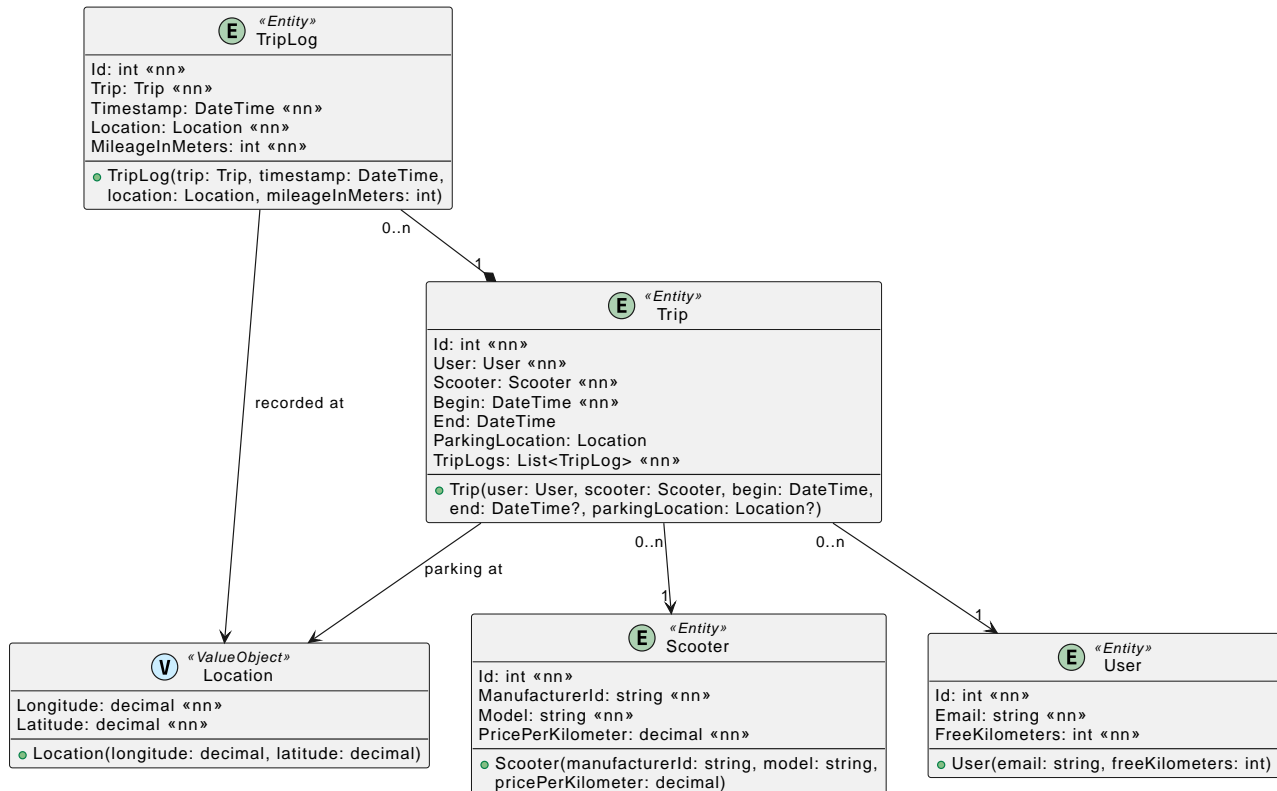 E «Entity»
TripLog
Id: int «nn»
Trip: Trip «nn»
Timestamp: DateTime «nn»
Location: Location «nn»
MileageInMeters: int «nn»
TripLog(trip: Trip, timestamp: DateTime,
location: Location, mileageInMeters: int)
0..n
1
E «Entity»
Trip
Id: int «nn»
User: User «nn»
Scooter: Scooter «nn»
Begin: DateTime «nn»
End: DateTime
ParkingLocation: Location
TripLogs: List<TripLog> «nn»
Trip(user: User, scooter: Scooter, begin: DateTime,
end: DateTime?, parkingLocation: Location?)
recorded at
parking at
0..n
1
0..n
1
V «ValueObject»
Location
Longitude: decimal «nn»
Latitude: decimal «nn»
Location(longitude: decimal, latitude: decimal)
E «Entity»
Scooter
Id: int «nn»
ManufacturerId: string «nn»
Model: string «nn»
PricePerKilometer: decimal «nn»
Scooter(manufacturerId: string, model: string,
pricePerKilometer: decimal)
E «Entity»
User
Id: int «nn»
Email: string «nn»
FreeKilometers: int «nn»
User(email: string, freeKilometers: int)